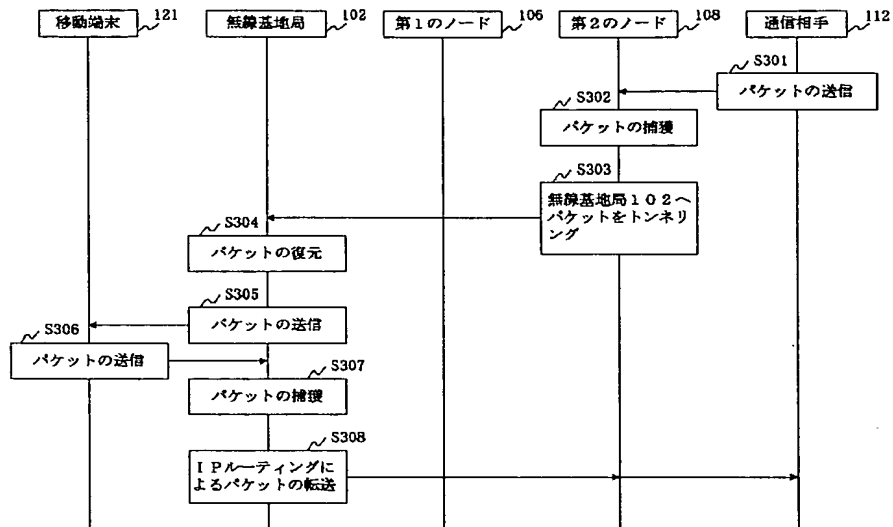 移動端末
121
無線基地局
102
第1のノード
106
第2のノード
108
通信相手
112
S301
パケットの送信
S302
パケットの捕獲
S303
無線基地局102へ
パケットをトンネリ
ング
S304
パケットの復元
S305
パケットの送信
S306
パケットの送信
S307
パケットの捕獲
S308
IPルーティングに
よるパケットの転送